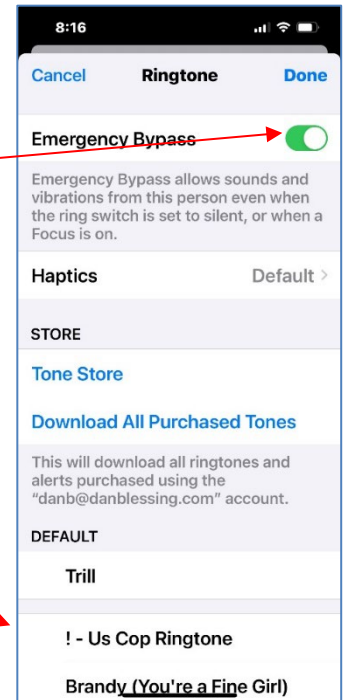 8:16
Cancel Ringtone Done
Emergency Bypass
Emergency Bypass allows sounds and
vibrations from this person even when
the ring switch is set to silent, or when a
Focus is on.
Haptics Default >
STORE
Tone Store
Download All Purchased Tones
This will download all ringtones and
alerts purchased using the
“danb@danblessing.com” account.
DEFAULT
Trill
! - Us Cop Ringtone
Brandy (You're a Fine Girl)